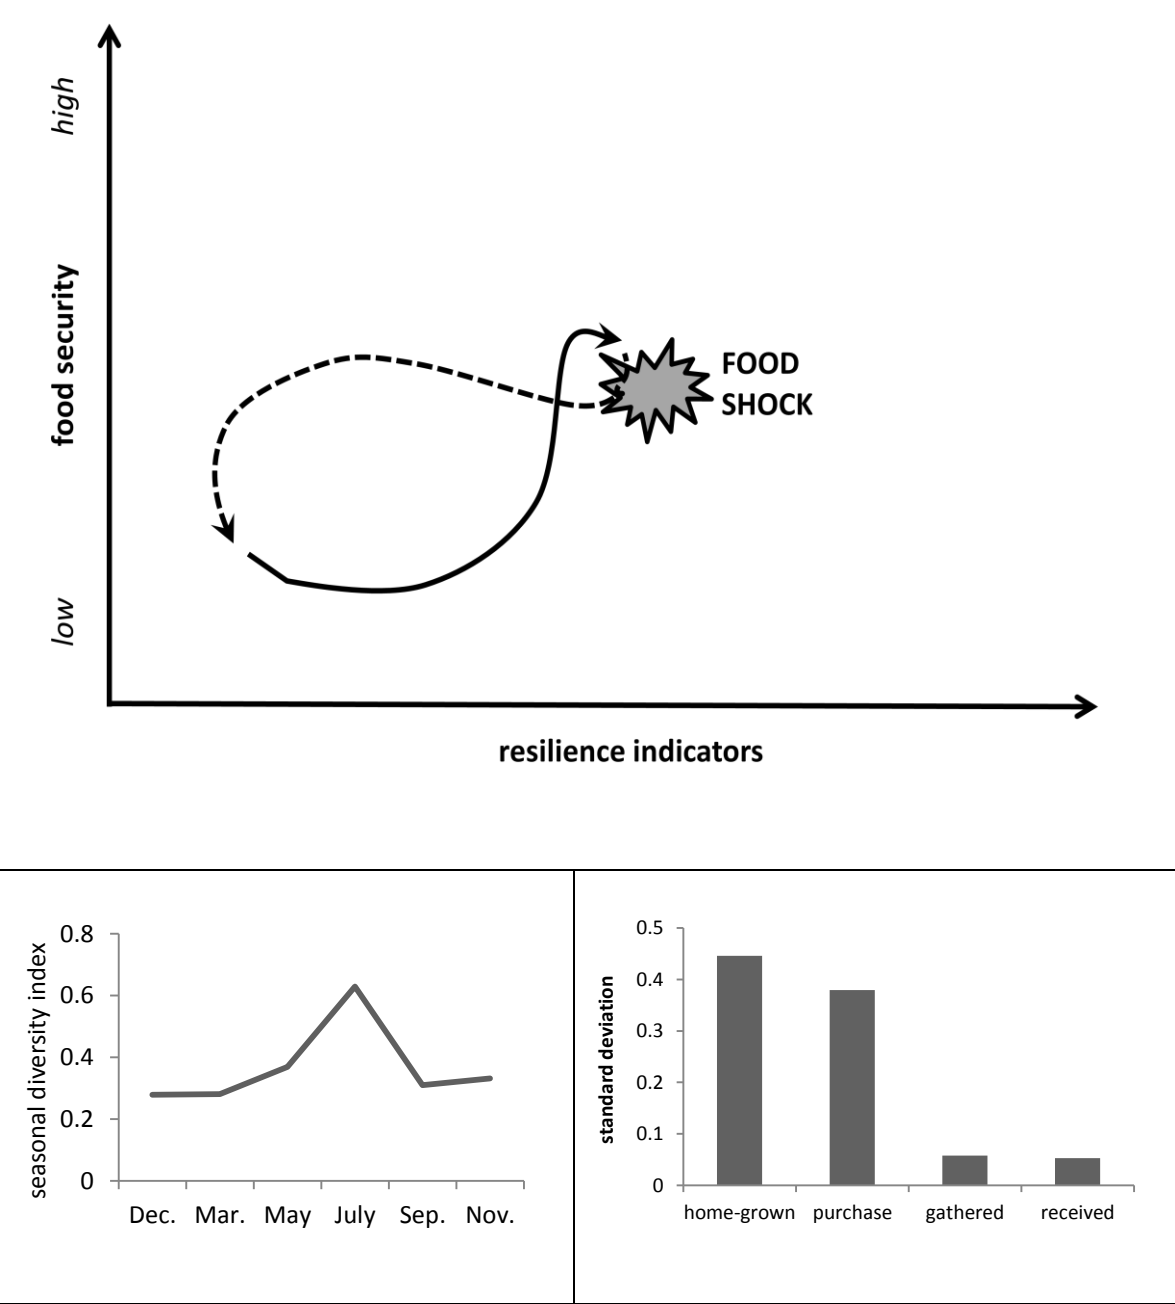 high
food security
low
FOOD
SHOCK
resilience indicators
seasonal diversity index
0.8
0.6
0.4
0.2
0
Dec. Mar. May July Sep. Nov.
standard deviation
0.5
0.4
0.3
0.2
0.1
0
home-grown purchase gathered received